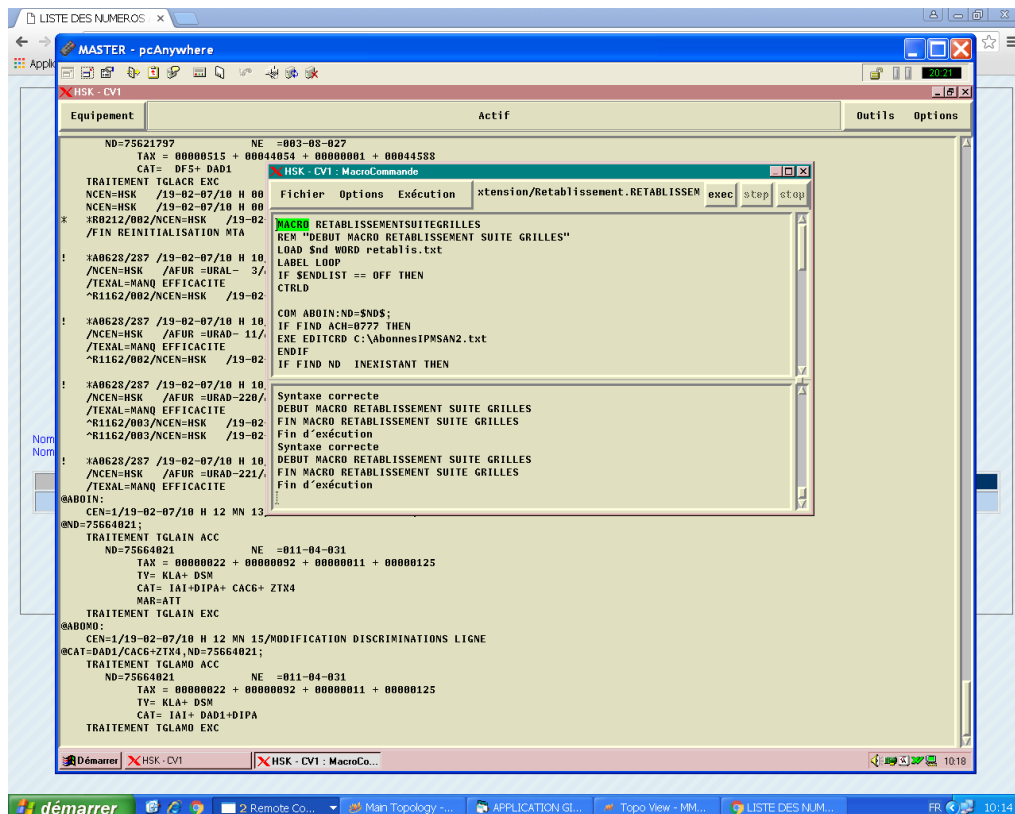 LISTE DES NUMEROS
Appli
MASTER - pcAnywhere
20:21
HSK - CV1
Equipement
Actif
Outils Options
ND=75621797 NE =003-08-027
TAX = 00000515 + 00044054 + 00000001 + 00044588
CAT= DF5+ DAD1
TRAITEMENT TGLACR EXC
NCEN=HSK /19-02-07/10 H 00
NCEN=HSK /19-02-07/10 H 00
* *R0212/002/NCEN=HSK /19-02-
/FIN REINITIALISATION MTA
! *A0628/287 /19-02-07/10 H 10
/NCEN=HSK /AFUR =URAL- 3/
/TEXAL=MANQ EFFICACITE
^R1162/002/NCEN=HSK /19-02-
! *A0628/287 /19-02-07/10 H 10
/NCEN=HSK /AFUR =URAD- 11/
/TEXAL=MANQ EFFICACITE
^R1162/002/NCEN=HSK /19-02-
! *A0628/287 /19-02-07/10 H 10
/NCEN=HSK /AFUR =URAD-220/
/TEXAL=MANQ EFFICACITE
^R1162/003/NCEN=HSK /19-02-
^R1162/003/NCEN=HSK /19-02-
! *A0628/287 /19-02-07/10 H 10
/NCEN=HSK /AFUR =URAD-221/
/TEXAL=MANQ EFFICACITE
@ABOIN:
CEN=1/19-02-07/10 H 12 MN 13
@ND=75664021;
TRAITEMENT TGLAIN ACC
ND=75664021 NE =011-04-031
TAX = 00000022 + 00000092 + 00000011 + 00000125
TY= KLA+ DSM
CAT= IAI+DIPA+ CAC6+ ZTX4
MAR=ATT
TRAITEMENT TGLAIN EXC
@ABOMO:
CEN=1/19-02-07/10 H 12 MN 15/MODIFICATION DISCRIMINATIONS LIGNE
@CAT=DAD1/CAC6+ZTX4,ND=75664021;
TRAITEMENT TGLAMO ACC
ND=75664021 NE =011-04-031
TAX = 00000022 + 00000092 + 00000011 + 00000125
TY= KLA+ DSM
CAT= IAI+ DAD1+DIPA
TRAITEMENT TGLAMO EXC
HSK - CV1 : MacroCommande
Fichier Options Exécution xtension/Retablissement.RETABLISSEM exec step stop
MACRO RETABLISSEMENTSUITEGRILLES
REM "DEBUT MACRO RETABLISSEMENT SUITE GRILLES"
LOAD $nd WORD retablis.txt
LABEL LOOP
IF $ENDLIST == OFF THEN
CTRLD
COM ABOIN:ND=$ND$;
IF FIND ACH=0777 THEN
EXE EDITCRD C:\AbonnesIPMSAN2.txt
ENDIF
IF FIND ND INEXISTANT THEN
Syntaxe correcte
DEBUT MACRO RETABLISSEMENT SUITE GRILLES
FIN MACRO RETABLISSEMENT SUITE GRILLES
Fin d´exécution
Syntaxe correcte
DEBUT MACRO RETABLISSEMENT SUITE GRILLES
FIN MACRO RETABLISSEMENT SUITE GRILLES
Fin d´exécution
Nom
Nom
Démarrer HSK - CV1 HSK - CV1 : MacroCo... 10:18
démarrer 2 Remote Co... Main Topology -... APPLICATION GI... Topo View - MM... LISTE DES NUM... FR 10:14